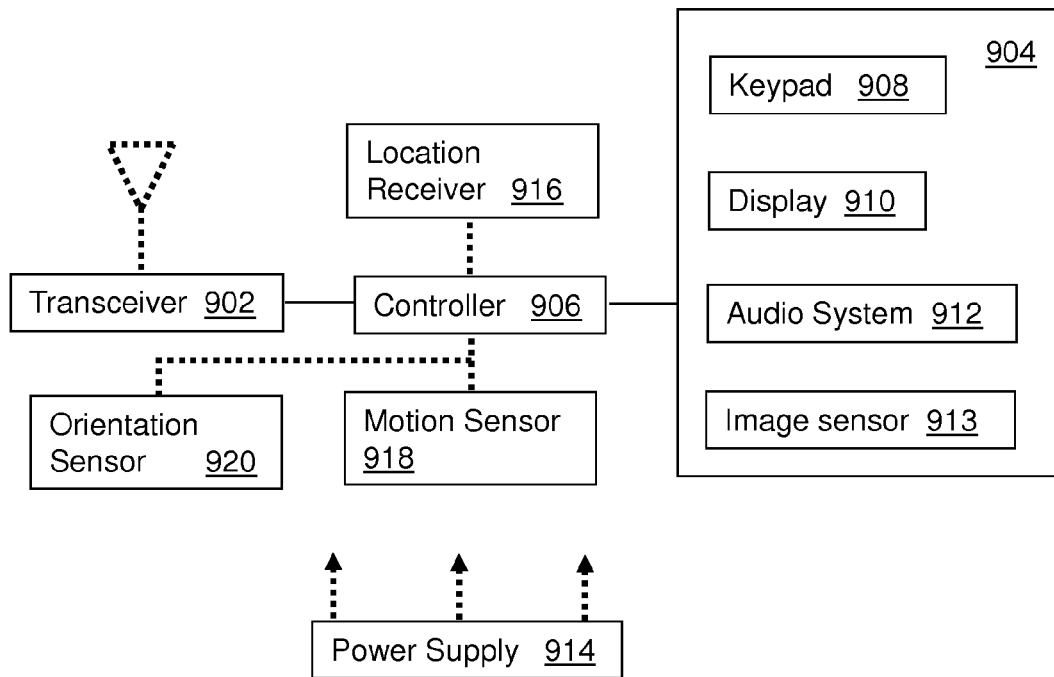 904
Keypad 908
Location
Receiver 916
Display 910
Transceiver 902
Controller 906
Audio System 912
Orientation
Sensor 920
Motion Sensor
918
Image sensor 913
Power Supply 914